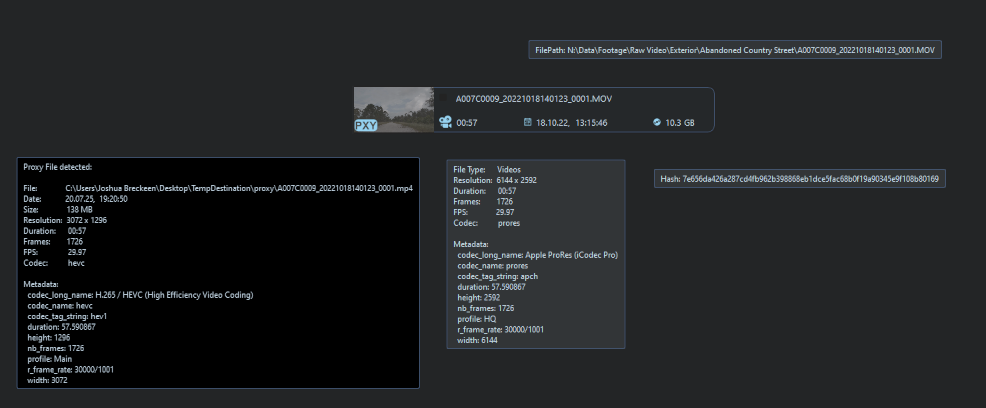 FilePath: N:\Data\Footage\Raw Video\Exterior\Abandoned Country Street\A007C0009_20221018140123_0001.MOV
A007C0009_20221018140123_0001.MOV
PXY
00:57
18.10.22, 13:15:46
10.3 GB
Proxy File detected:
File: C:\Users\Joshua Breckeen\Desktop\TempDestination\proxy\A007C0009_20221018140123_0001.mp4
Date: 20.07.25, 19:20:50
Size: 138 MB
Resolution: 3072 x 1296
Duration: 00:57
Frames: 1726
FPS: 29.97
Codec: hevc
Metadata:
codec_long_name: H.265 / HEVC (High Efficiency Video Coding)
codec_name: hevc
codec_tag_string: hev1
duration: 57.590867
height: 1296
nb_frames: 1726
profile: Main
r_frame_rate: 30000/1001
width: 3072
File Type: Videos
Resolution: 6144 x 2592
Duration: 00:57
Frames: 1726
FPS: 29.97
Codec: prores
Metadata:
codec_long_name: Apple ProRes (iCodec Pro)
codec_name: prores
codec_tag_string: apch
duration: 57.590867
height: 2592
nb_frames: 1726
profile: HQ
r_frame_rate: 30000/1001
width: 6144
Hash: 7e656da426a287cd4fb962b398868eb1dce5fac68b0f19a90345e9f108b80169